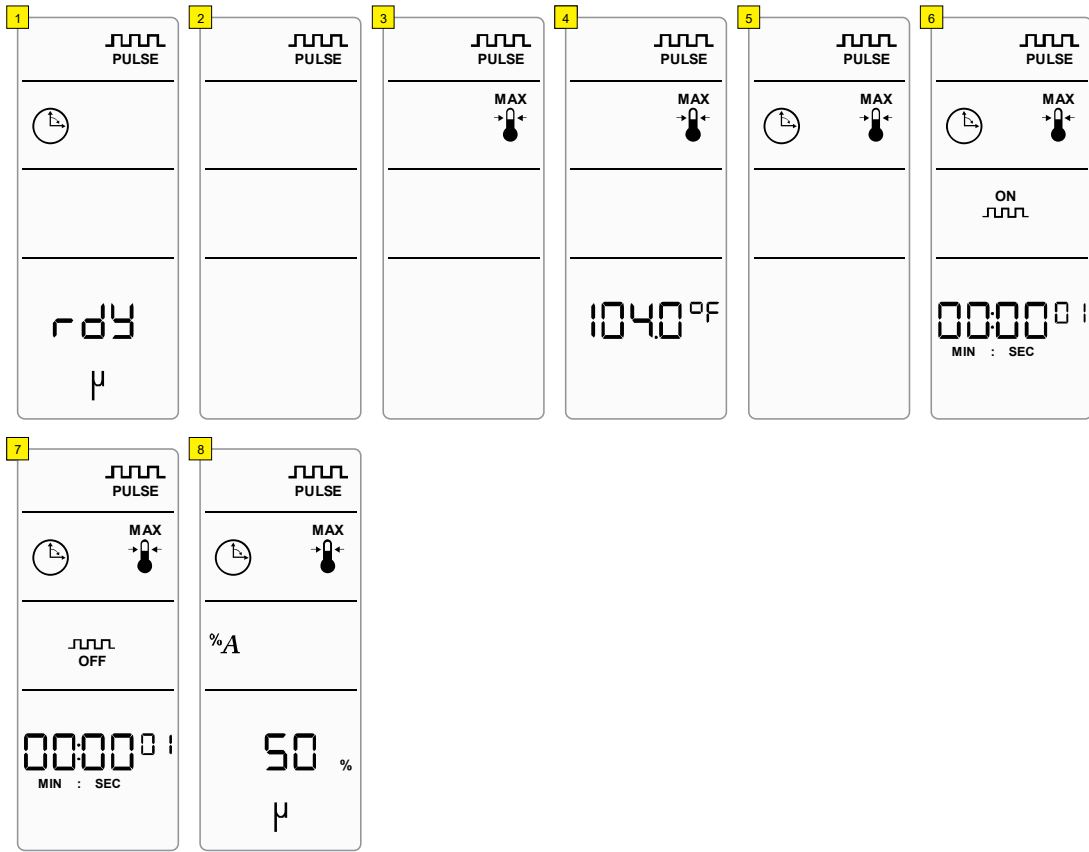 1
PULSE
rdy
μ
2
PULSE
3
PULSE
MAX
4
PULSE
MAX
104.0 °F
5
PULSE
MAX
6
PULSE
MAX
ON
00:00 01
MIN : SEC
7
PULSE
MAX
OFF
00:00 01
MIN : SEC
8
PULSE
MAX
%A
50 %
μ